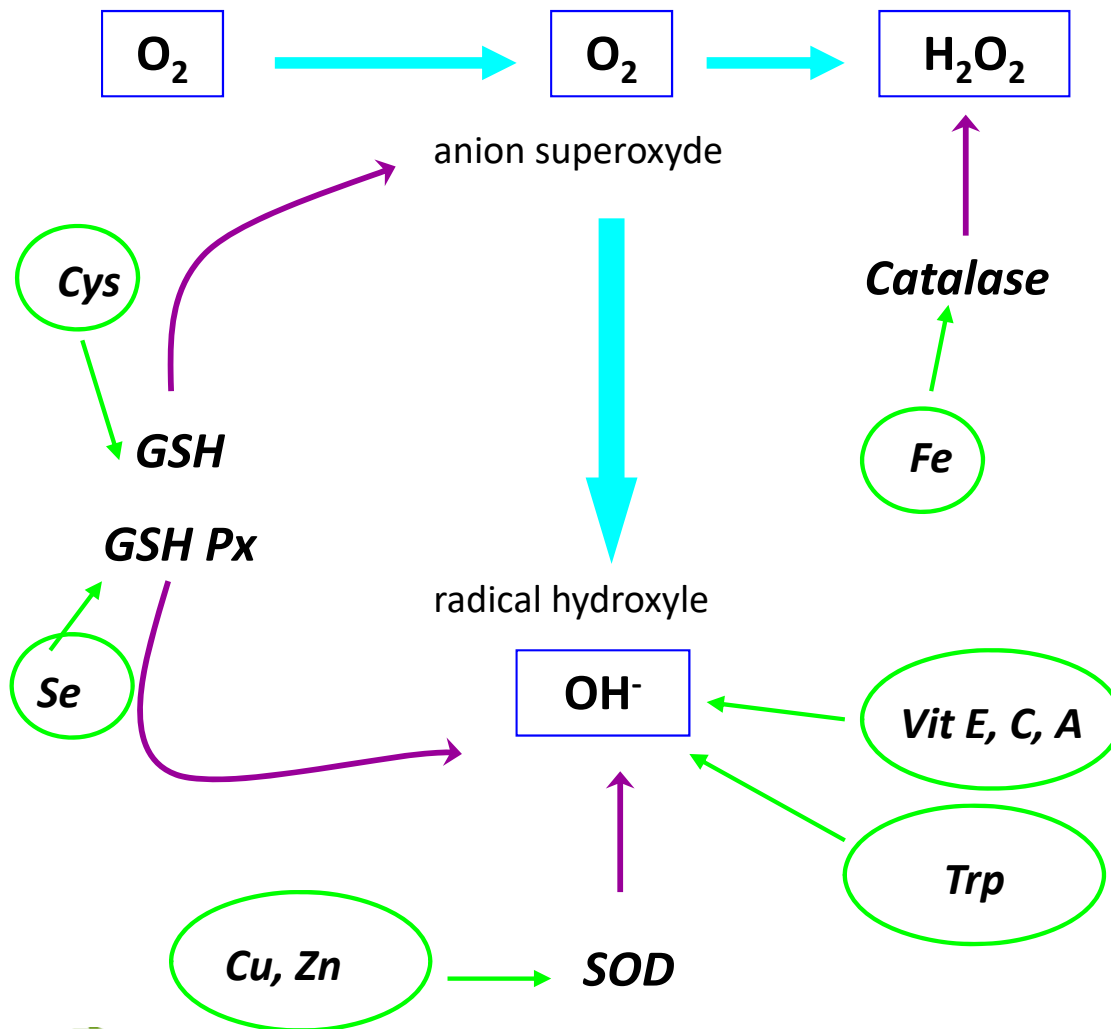 O₂
O₂
H₂O₂
anion superoxyde
Cys
Catalase
GSH
Fe
GSH Px
radical hydroxyle
Se
OH⁻
Vit E, C, A
Trp
Cu, Zn
SOD